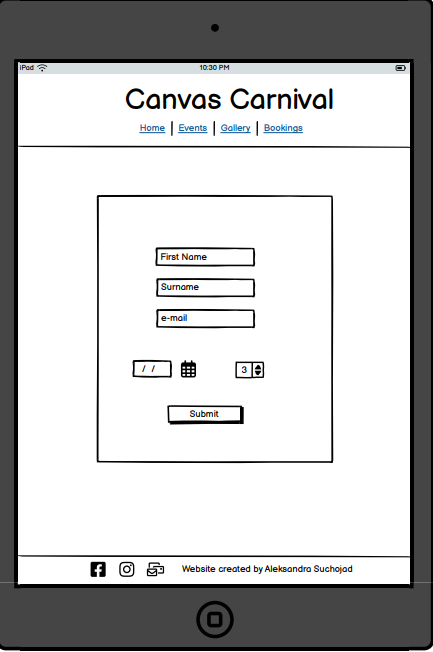 iPad 10:30 PM
Canvas Carnival
Home | Events | Gallery | Bookings
First Name
Surname
e-mail
/ / 3
Submit
Website created by Aleksandra Suchojad